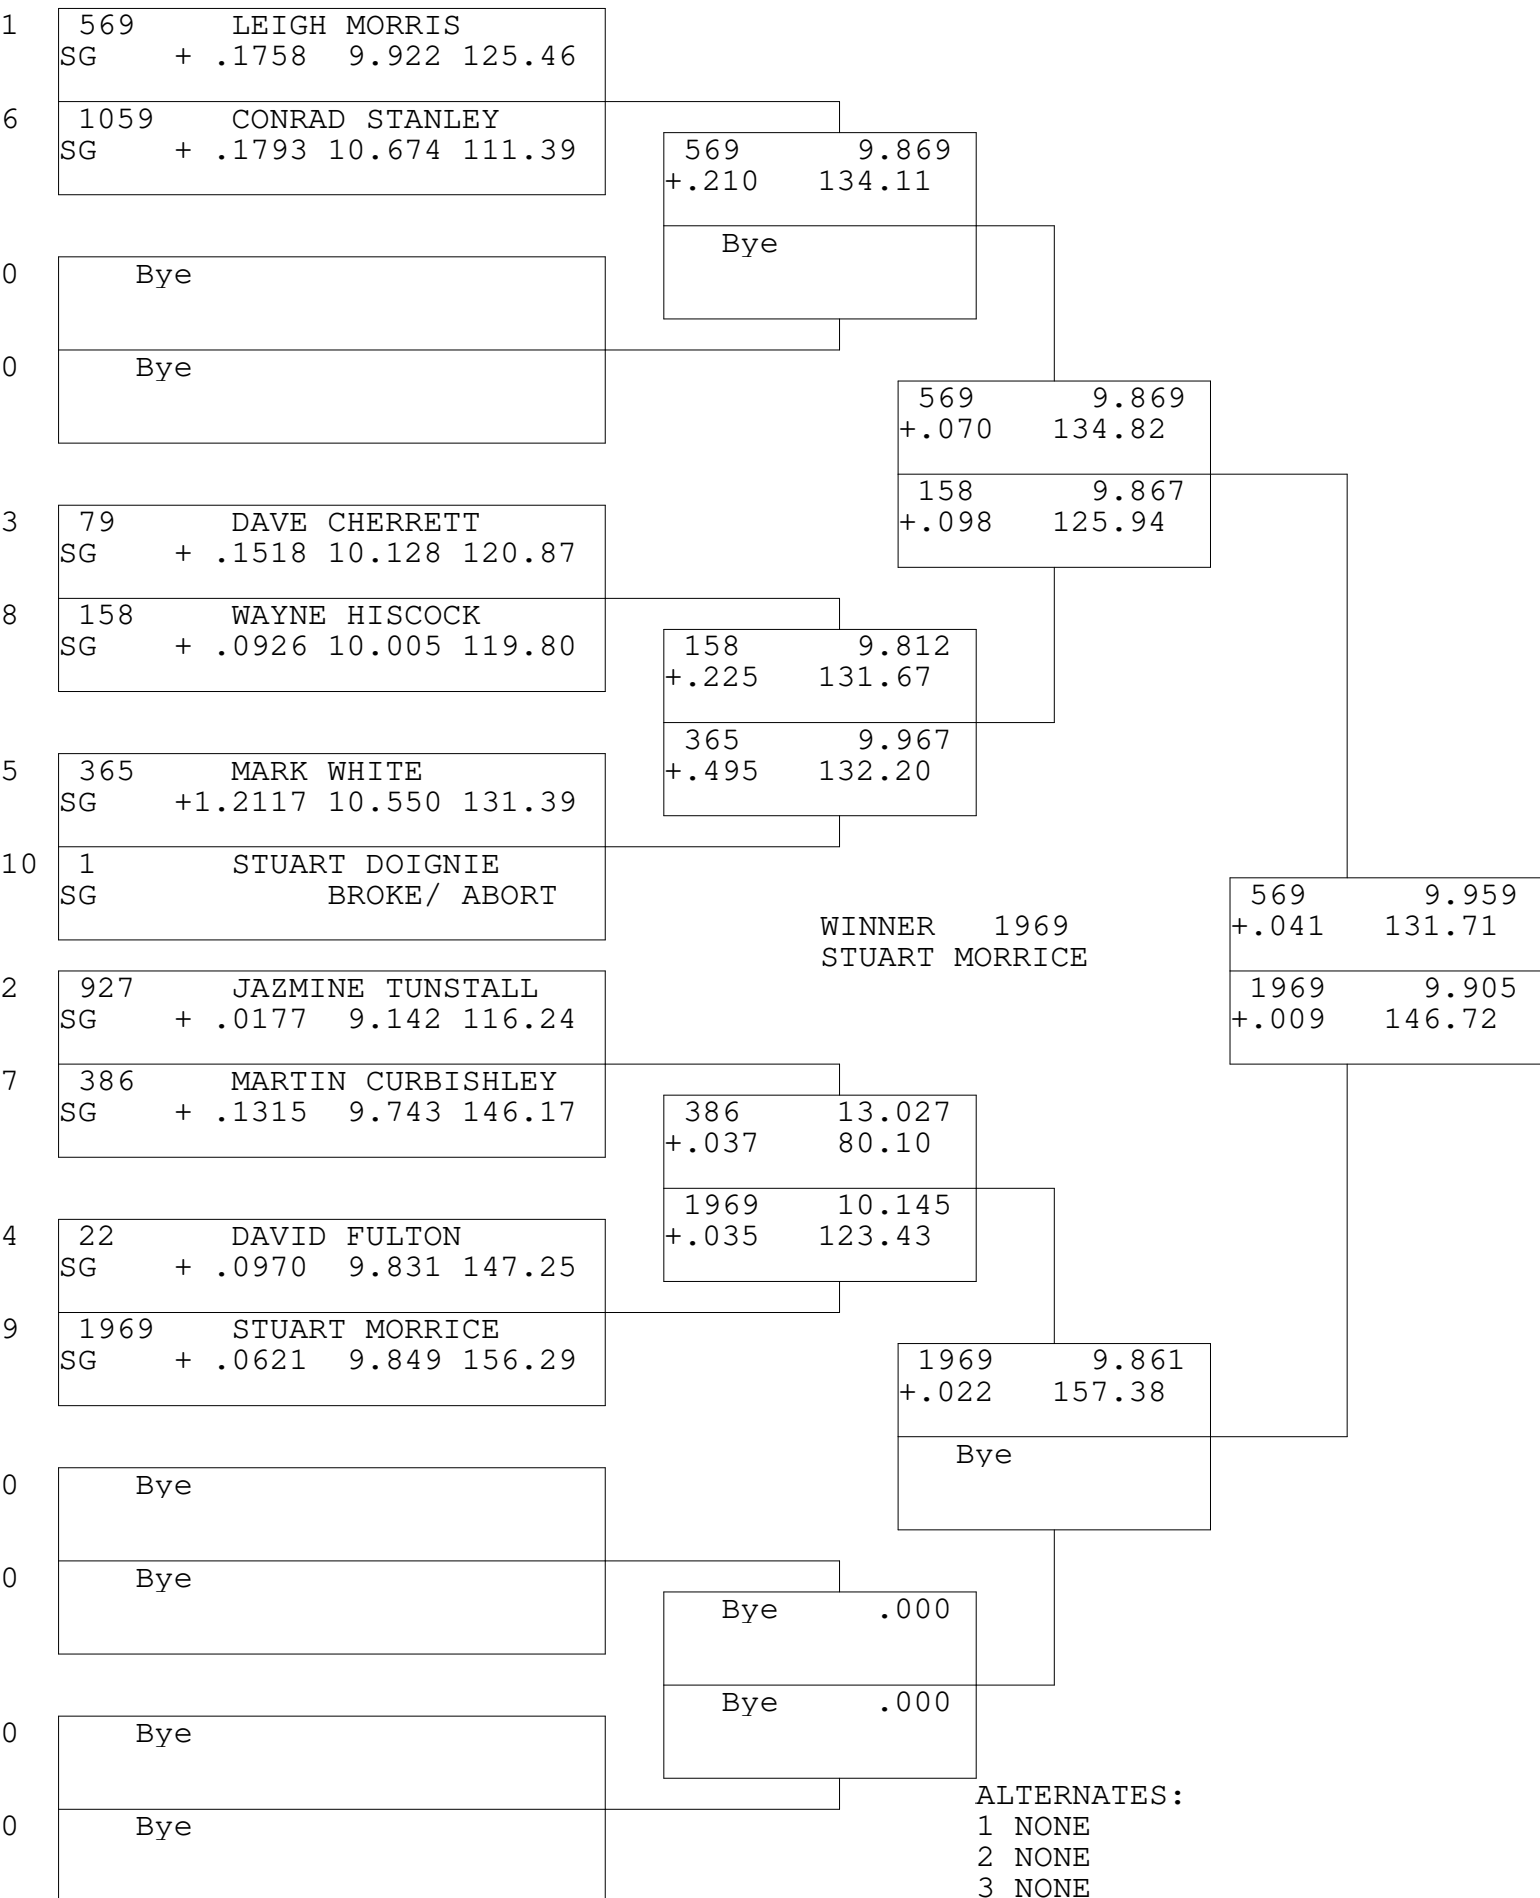 1 569 LEIGH MORRIS
SG + .1758 9.922 125.46
6 1059 CONRAD STANLEY
SG + .1793 10.674 111.39
569 9.869
+.210 134.11
Bye
0 Bye
0 Bye
569 9.869
+.070 134.82
158 9.867
+.098 125.94
3 79 DAVE CHERRETT
SG + .1518 10.128 120.87
8 158 WAYNE HISCOCK
SG + .0926 10.005 119.80
158 9.812
+.225 131.67
365 9.967
+.495 132.20
5 365 MARK WHITE
SG +1.2117 10.550 131.39
10 1 STUART DOIGNIE
SG BROKE/ ABORT
WINNER 1969
STUART MORRICE
569 9.959
+.041 131.71
1969 9.905
+.009 146.72
2 927 JAZMINE TUNSTALL
SG + .0177 9.142 116.24
7 386 MARTIN CURBISHLEY
SG + .1315 9.743 146.17
386 13.027
+.037 80.10
1969 10.145
+.035 123.43
4 22 DAVID FULTON
SG + .0970 9.831 147.25
9 1969 STUART MORRICE
SG + .0621 9.849 156.29
1969 9.861
+.022 157.38
Bye
0 Bye
0 Bye
Bye .000
Bye .000
0 Bye
0 Bye
ALTERNATES:
1 NONE
2 NONE
3 NONE